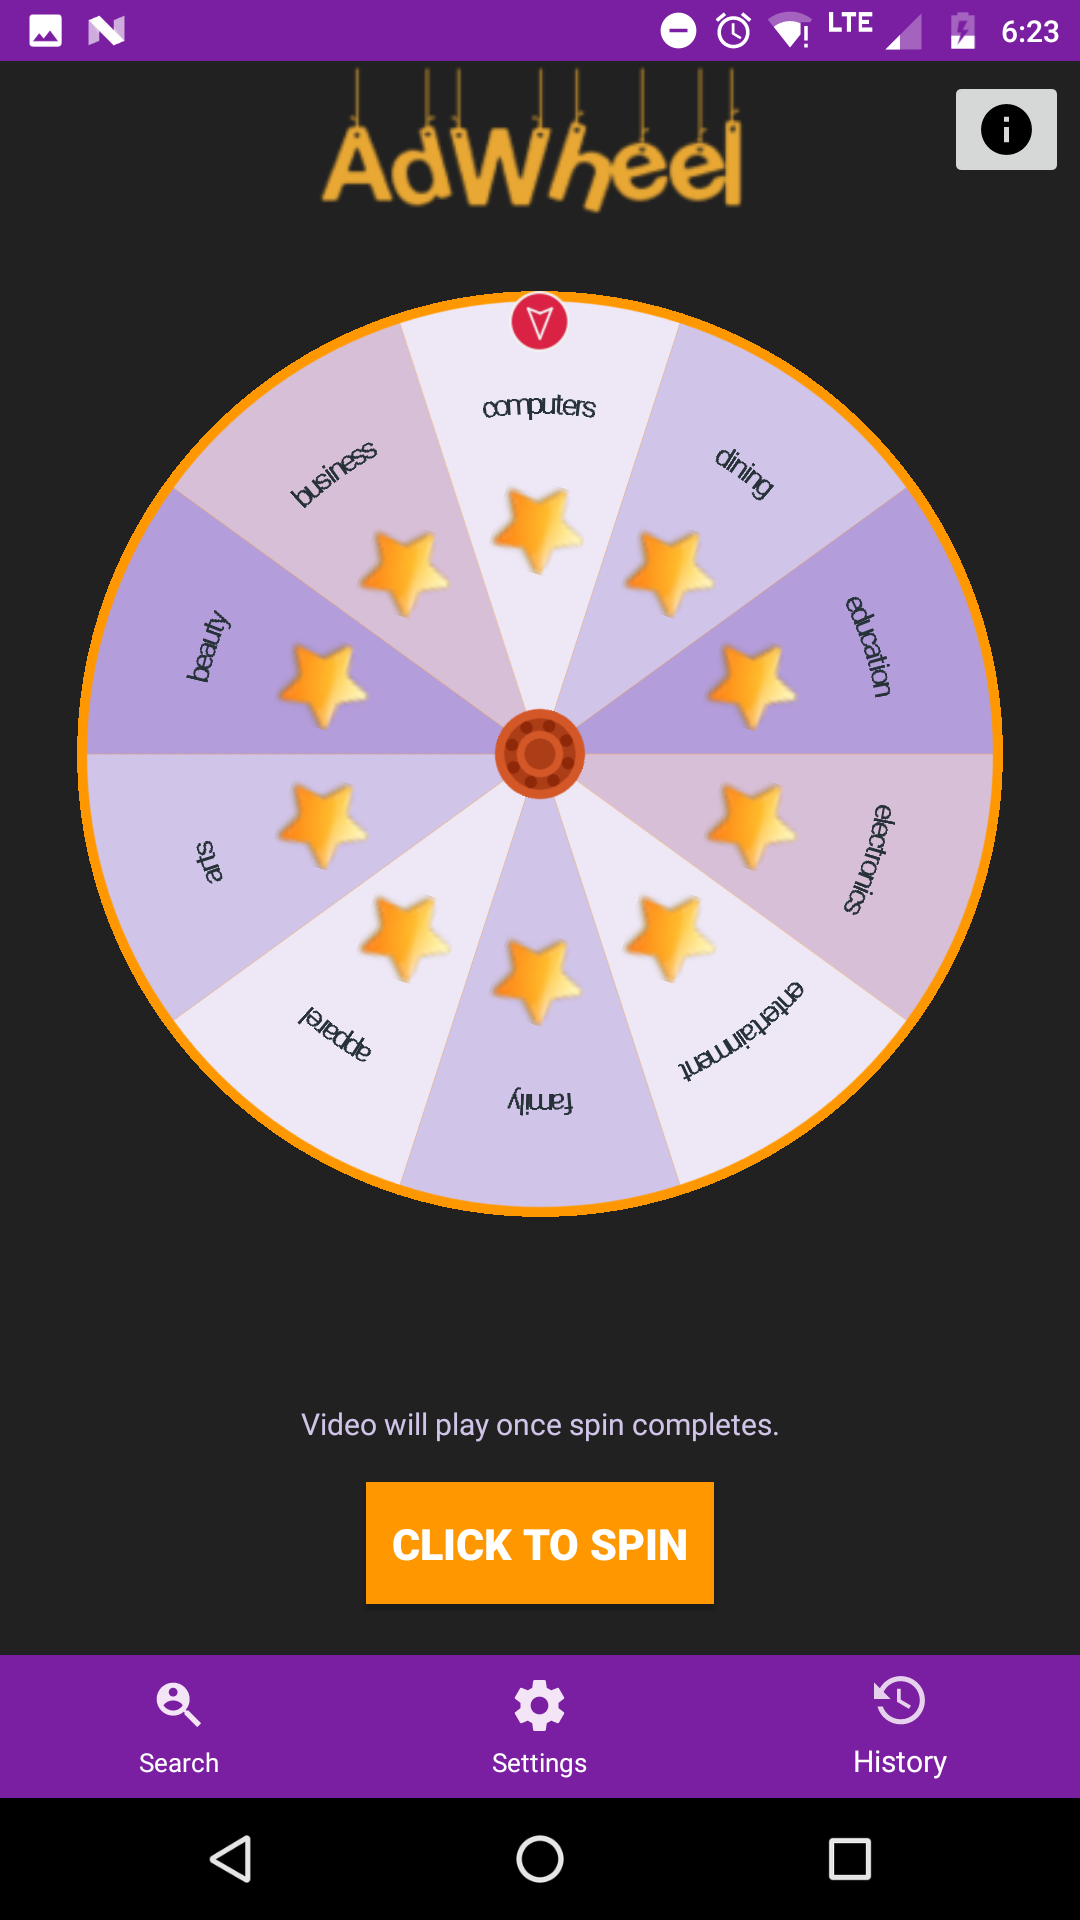 LTE 6:23
AdWheel
computers
dining
education
electronics
entertainment
family
apparel
arts
beauty
business
Video will play once spin completes.
CLICK TO SPIN
Search Settings History